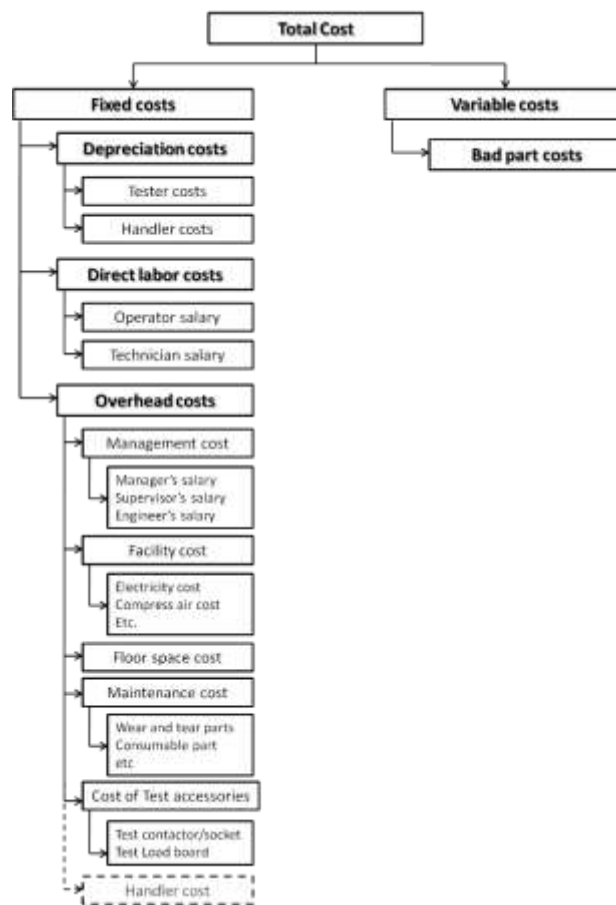 Total Cost
Fixed costs
Variable costs
Depreciation costs
Bad part costs
Tester costs
Handler costs
Direct labor costs
Operator salary
Technician salary
Overhead costs
Management cost
Manager's salary
Supervisor's salary
Engineer's salary
Facility cost
Electricity cost
Compress air cost
Etc.
Floor space cost
Maintenance cost
Wear and tear parts
Consumable part
etc
Cost of Test accessories
Test contactor/socket
Test Load board
Handler cost